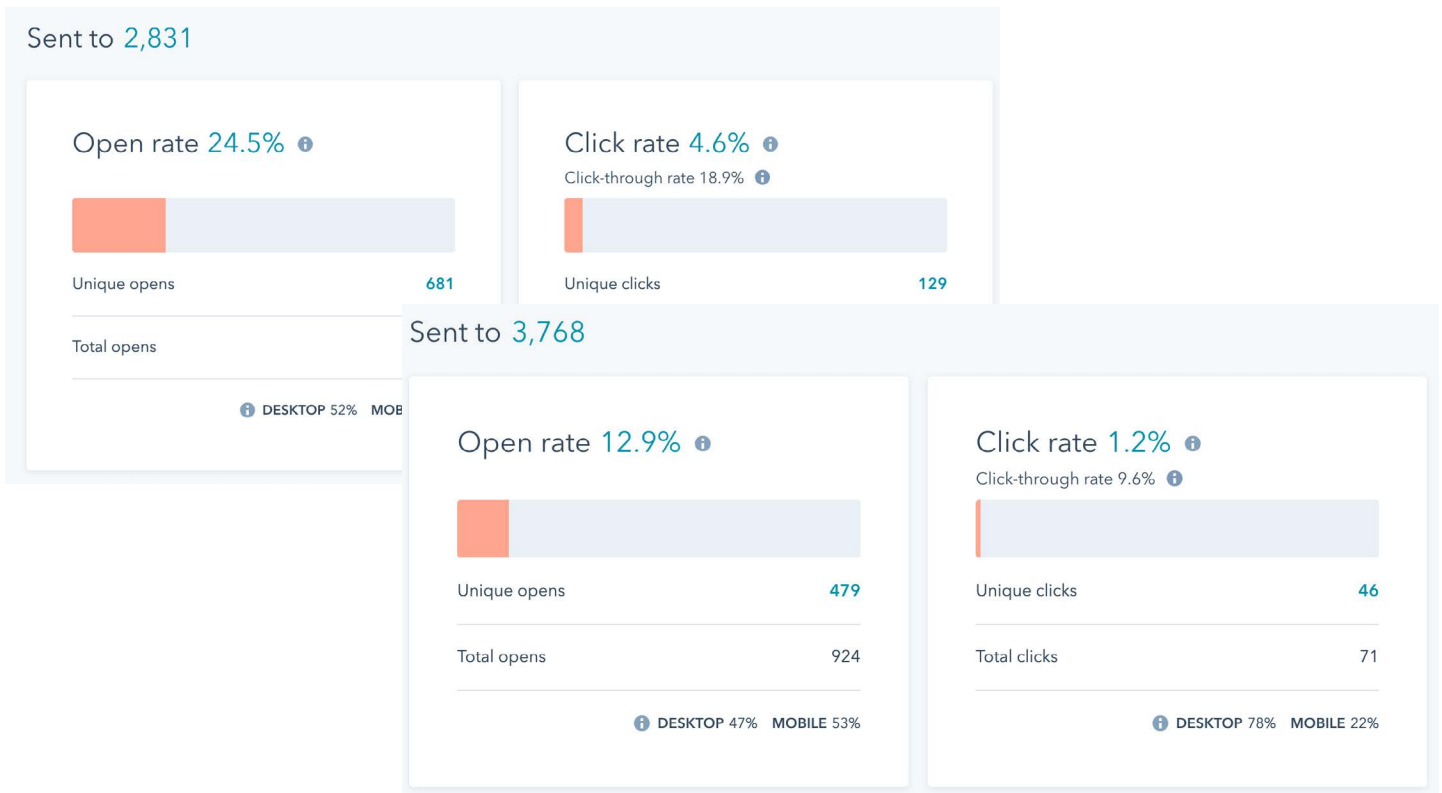 Sent to 2,831
Open rate 24.5%
Unique opens 681
Total opens
DESKTOP 52% MOB
Click rate 4.6%
Click-through rate 18.9%
Unique clicks 129
Sent to 3,768
Open rate 12.9%
Unique opens 479
Total opens 924
DESKTOP 47% MOBILE 53%
Click rate 1.2%
Click-through rate 9.6%
Unique clicks 46
Total clicks 71
DESKTOP 78% MOBILE 22%